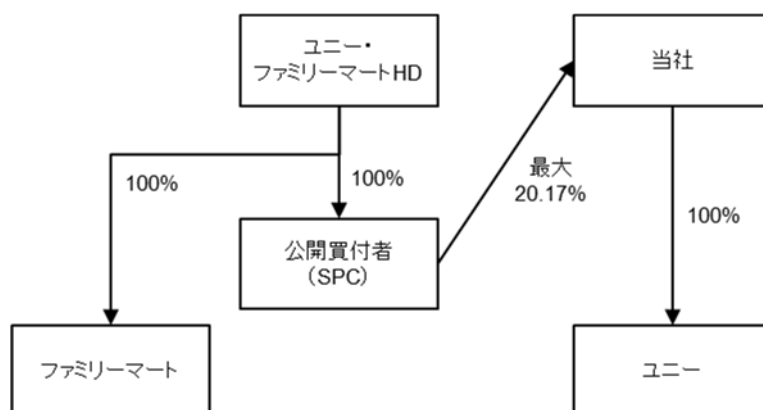 ユニー・
ファミリーマートHD
当社
100%
100%
最大
20.17%
100%
公開買付者
(SPC)
ファミリーマート
ユニー